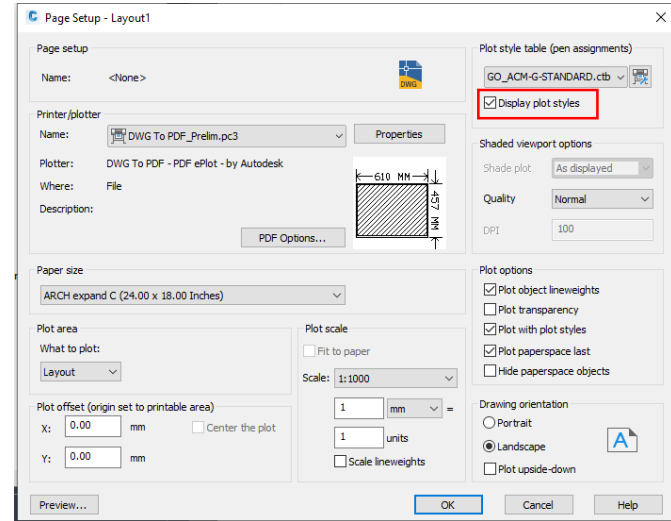 Page Setup - Layout1
Page setup
Name: <None>
DWG
Printer/plotter
Name: DWG To PDF_Prelim.pc3
Properties
Plotter: DWG To PDF - PDF ePlot - by Autodesk
Where: File
Description:
610 MM
457 MM
PDF Options...
Paper size
ARCH expand C (24.00 x 18.00 Inches)
Plot area
What to plot:
Layout
Plot offset (origin set to printable area)
X: 0.00 mm
Center the plot
Y: 0.00 mm
Plot scale
Fit to paper
Scale: 1:1000
1 mm =
1 units
Scale lineweights
Plot style table (pen assignments)
GO_ACM-G-STANDARD.ctb
Display plot styles
Shaded viewport options
Shade plot As displayed
Quality Normal
DPI 100
Plot options
Plot object lineweights
Plot transparency
Plot with plot styles
Plot paperspace last
Hide paperspace objects
Drawing orientation
Portrait
Landscape
A
Plot upside-down
Preview...
OK
Cancel
Help